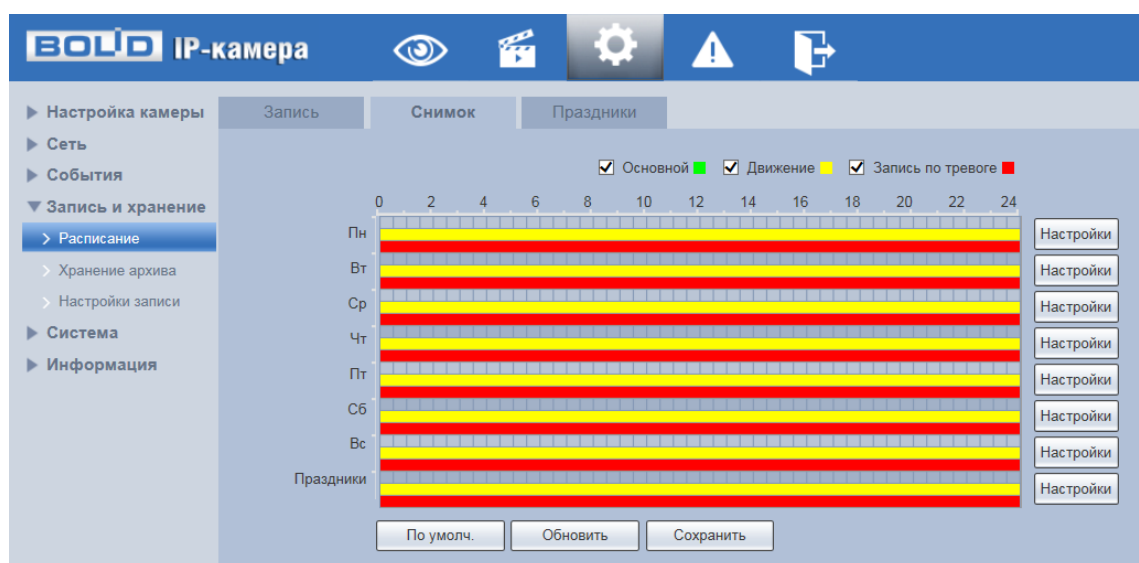 BOLID IP-камера
Настройка камеры
Сеть
События
Запись и хранение
Расписание
Хранение архива
Настройки записи
Система
Информация
Запись Снимок Праздники
Основной Движение Запись по тревоге
0 2 4 6 8 10 12 14 16 18 20 22 24
Пн Настройки
Вт Настройки
Ср Настройки
Чт Настройки
Пт Настройки
Сб Настройки
Вс Настройки
Праздники Настройки
По умолч. Обновить Сохранить